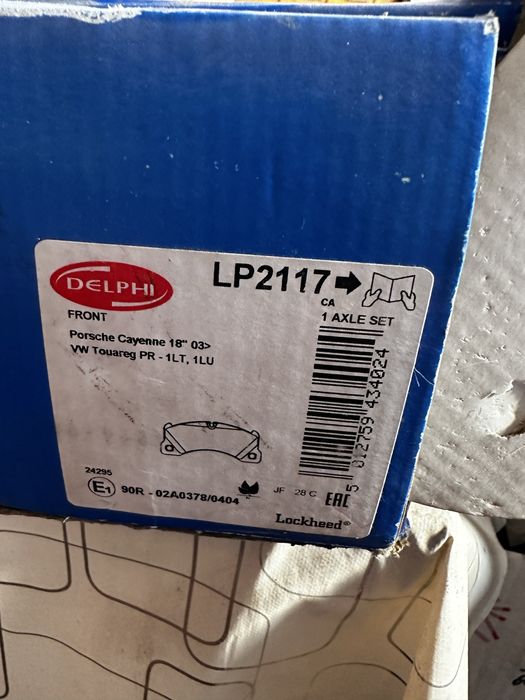 DELPHI
LP2117
CA
FRONT
1 AXLE SET
Porsche Cayenne 18" 03>
VW Touareg PR - 1LT, 1LU
5 012759 434024
24295
E1 90R - 02A0378/0404
JF 28 C
EAC
Lockheed®